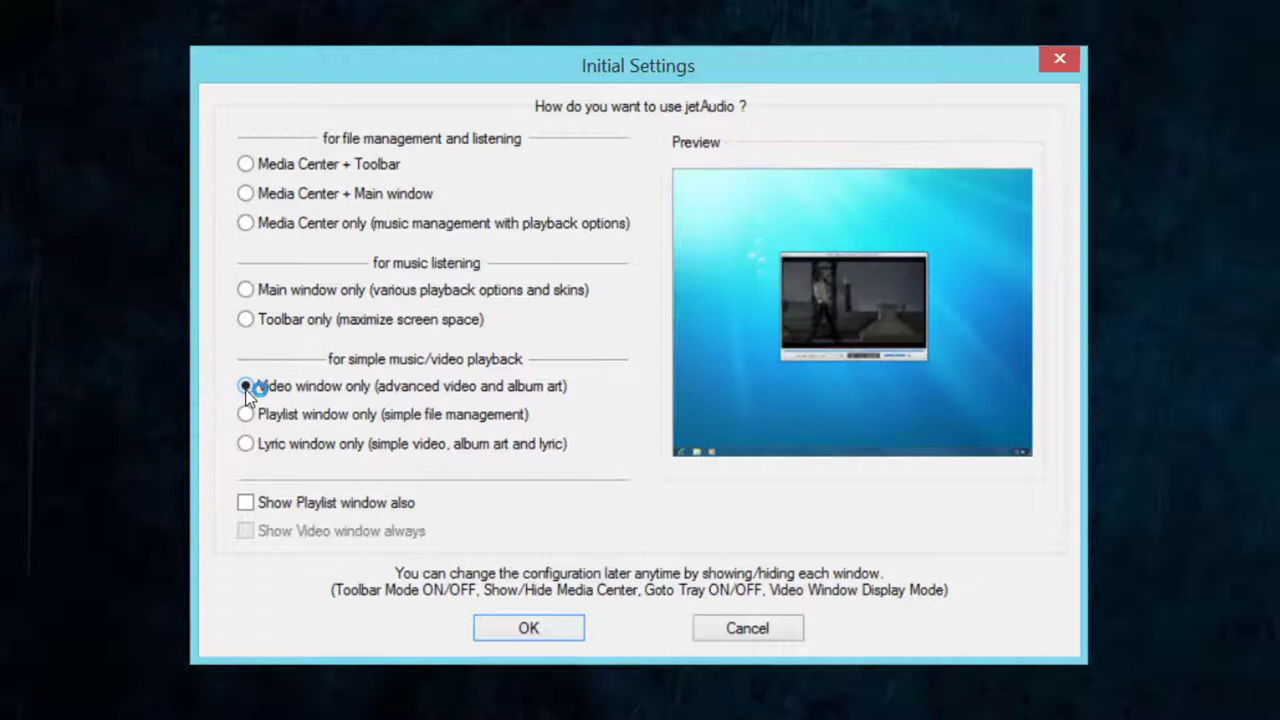 Initial Settings
How do you want to use jetAudio ?
for file management and listening
Media Center + Toolbar
Media Center + Main window
Media Center only (music management with playback options)
for music listening
Main window only (various playback options and skins)
Toolbar only (maximize screen space)
for simple music/video playback
Video window only (advanced video and album art)
Playlist window only (simple file management)
Lyric window only (simple video, album art and lyric)
Show Playlist window also
Show Video window always
Preview
You can change the configuration later anytime by showing/hiding each window.
(Toolbar Mode ON/OFF, Show/Hide Media Center, Goto Tray ON/OFF, Video Window Display Mode)
OK
Cancel